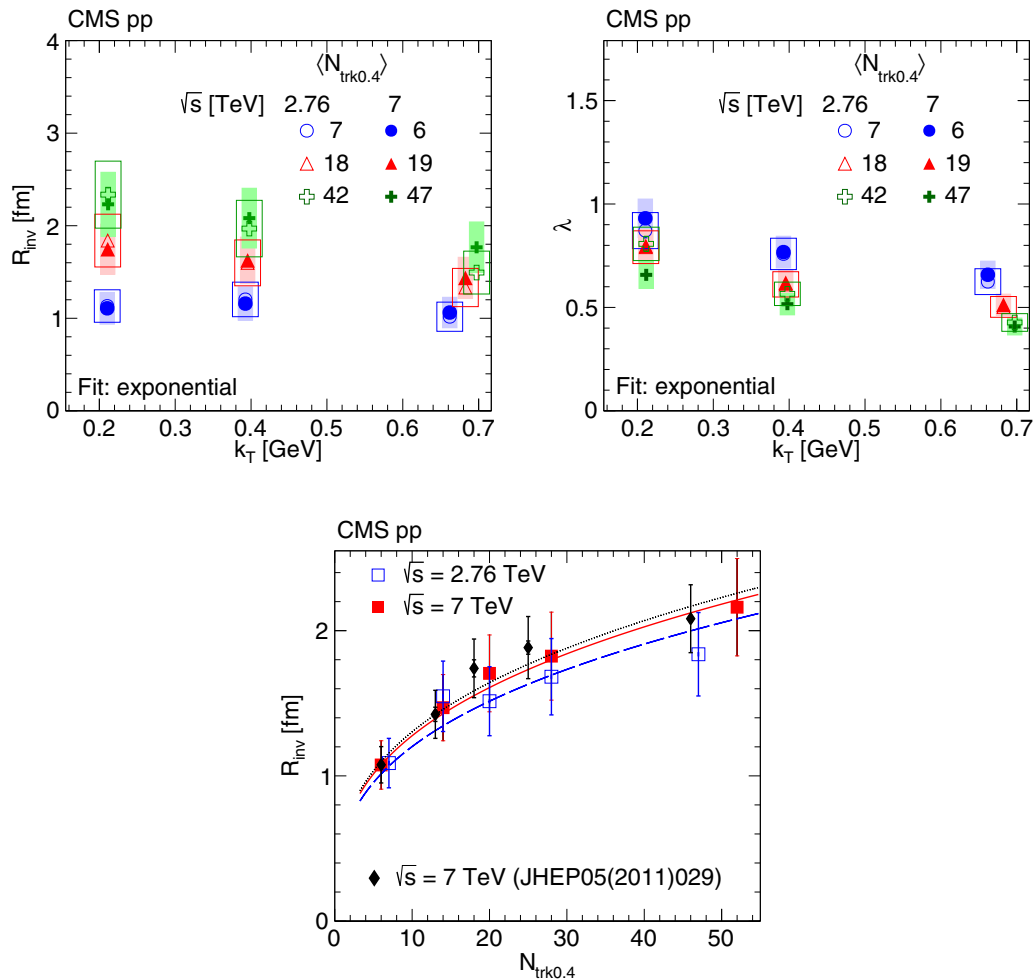 CMS pp
4
3
2
1
0
R_inv [fm]
⟨N_trk0.4⟩
√s [TeV] 2.76 7
7 6
18 19
42 47
Fit: exponential
0.2 0.3 0.4 0.5 0.6 0.7
k_T [GeV]
CMS pp
1.5
1
0.5
0
λ
⟨N_trk0.4⟩
√s [TeV] 2.76 7
7 6
18 19
42 47
Fit: exponential
0.2 0.3 0.4 0.5 0.6 0.7
k_T [GeV]
CMS pp
2
1
0
R_inv [fm]
√s = 2.76 TeV
√s = 7 TeV
√s = 7 TeV (JHEP05(2011)029)
0 10 20 30 40 50
N_trk0.4